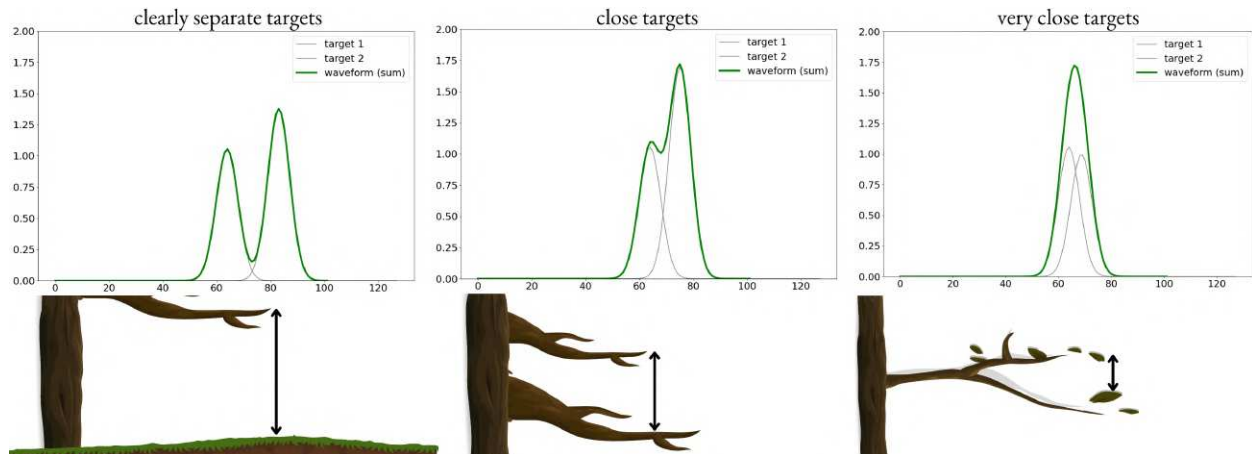 clearly separate targets
2.00
1.75
1.50
1.25
1.00
0.75
0.50
0.25
0.00
0 20 40 60 80 100 120
target 1
target 2
waveform (sum)
close targets
2.00
1.75
1.50
1.25
1.00
0.75
0.50
0.25
0.00
0 20 40 60 80 100 120
target 1
target 2
waveform (sum)
very close targets
2.00
1.75
1.50
1.25
1.00
0.75
0.50
0.25
0.00
0 20 40 60 80 100 120
target 1
target 2
waveform (sum)